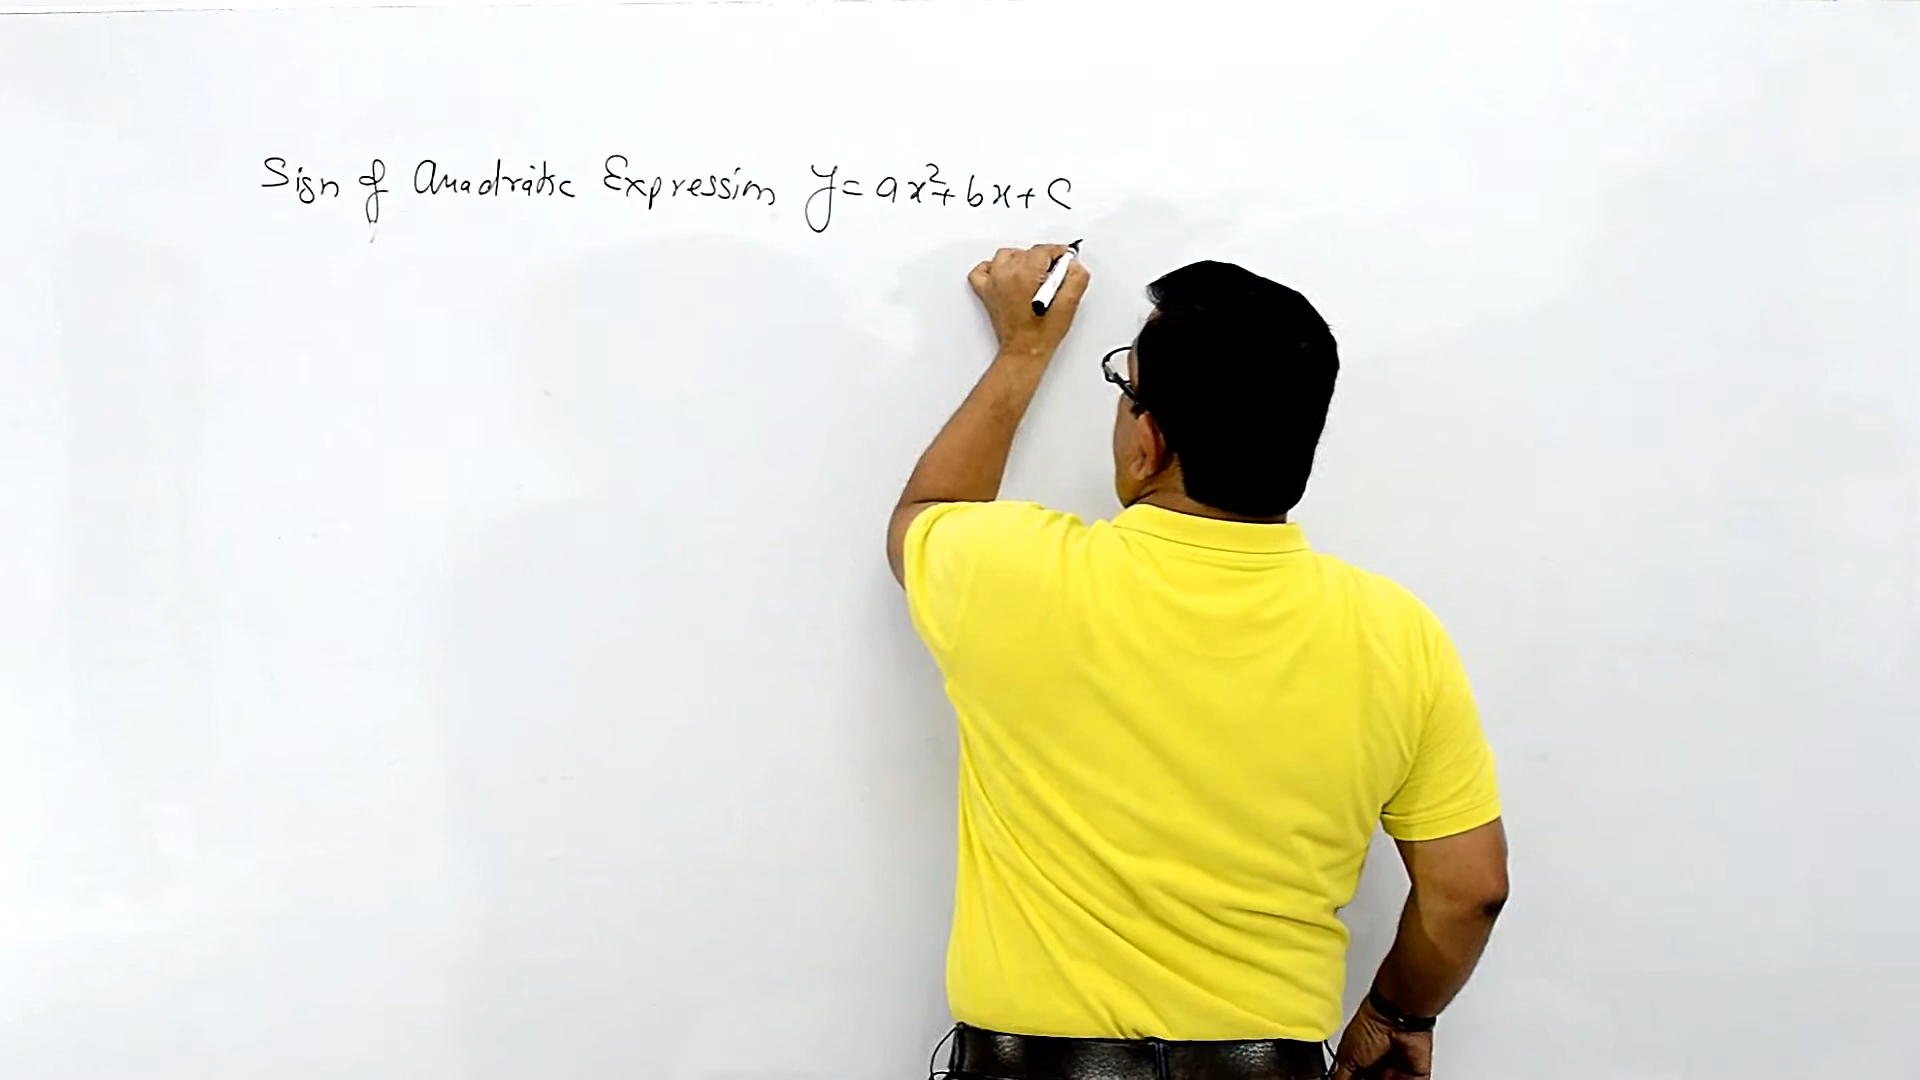 Sign of Quadratic Expression y = ax²+bx+c